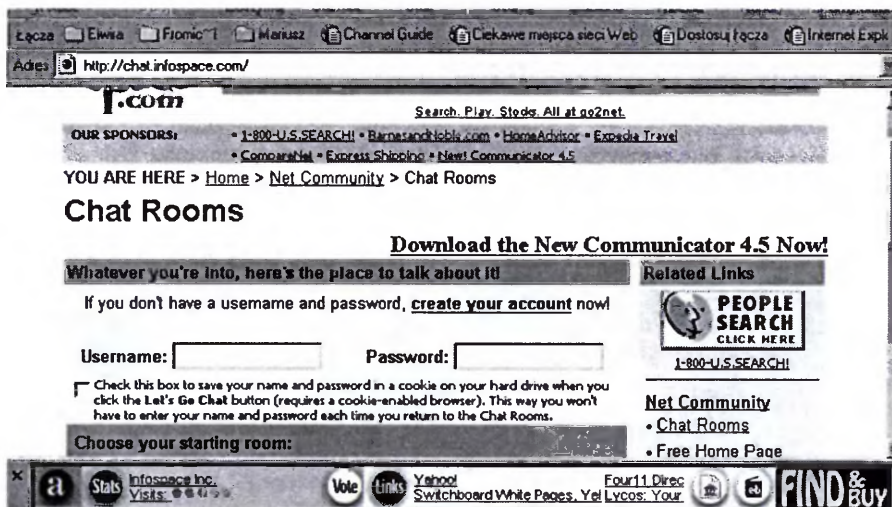 Łącza Elwira Fromic~1 Mariusz Channel Guide Ciekawe miejsca sieci Web Dostosuj łącza Internet Expl
Adres http://chat.infospace.com/
.com
Search. Play. Stocks. All at go2net.
OUR SPONSORS: • 1-800-U.S.SEARCH! • BarnesandNoble.com • HomeAdvisor • Expedia Travel
• CompareNet • Express Shopping • New! Communicator 4.5
YOU ARE HERE > Home > Net Community > Chat Rooms
Chat Rooms
Download the New Communicator 4.5 Now!
Whatever you're into, here's the place to talk about it!
Related Links
If you don't have a username and password, create your account now!
PEOPLE
SEARCH
CLICK HERE
Username: Password:
1-800-U.S.SEARCH!
Check this box to save your name and password in a cookie on your hard drive when you
click the Let's Go Chat button (requires a cookie-enabled browser). This way you won't
have to enter your name and password each time you return to the Chat Rooms.
Net Community
• Chat Rooms
Choose your starting room:
• Free Home Page
× a Stats Infospace Inc. Vote Links Yahoo! Four11 Direc FIND & BUY
Visits: Switchboard White Pages, Yel Lycos: Your